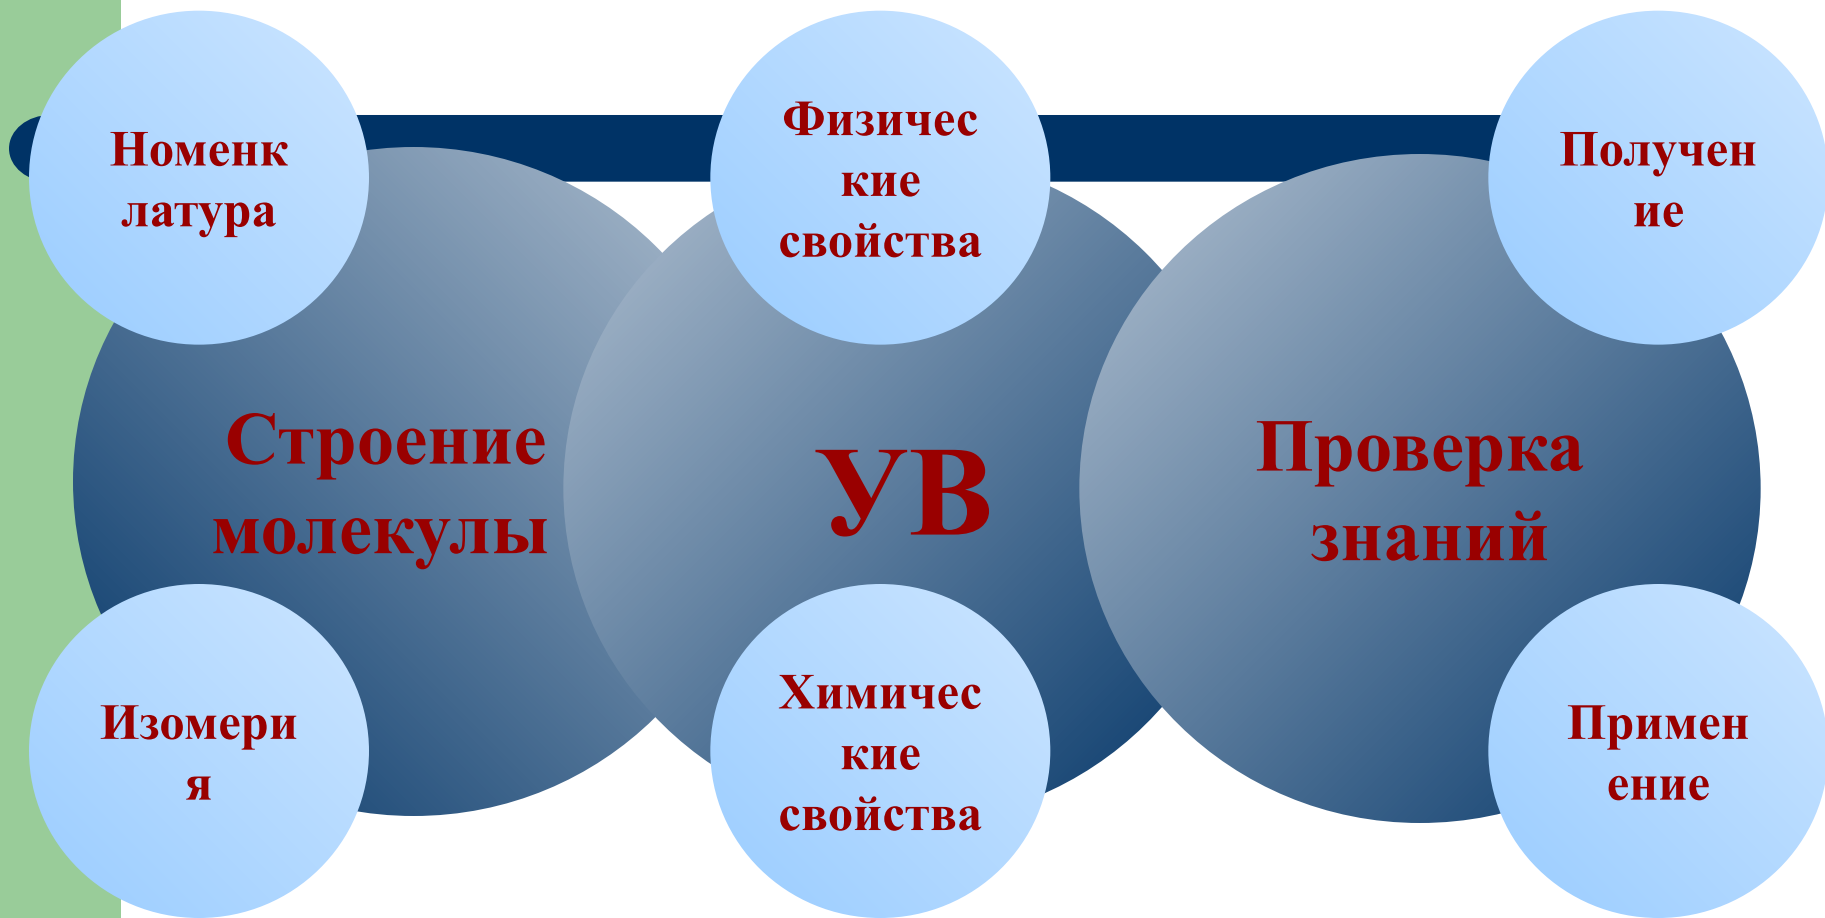 Номенк
латура
Физичес
кие
свойства
Получен
ие
Строение
молекулы
УВ
Проверка
знаний
Изомери
я
Химичес
кие
свойства
Примен
ение